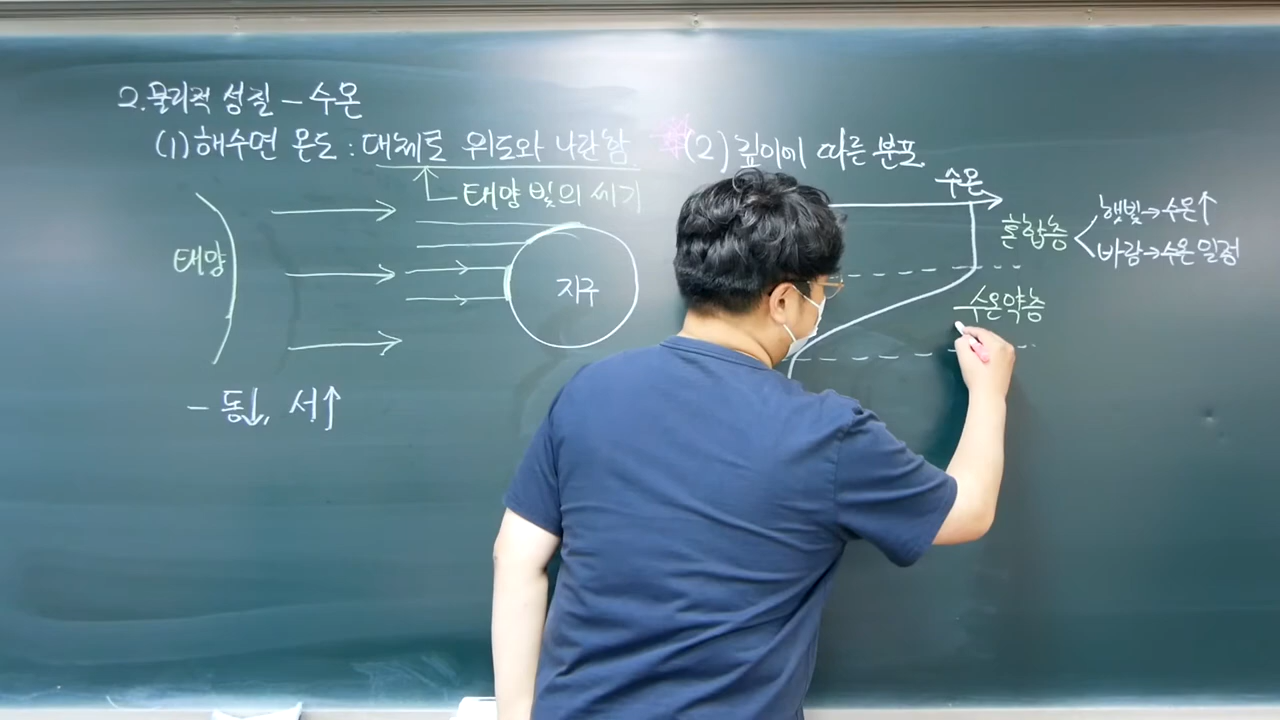 2. 물리적 성질 - 수온
(1) 해수면 온도 : 대체로 위도와 나란함.
태양 빛의 세기
태양
지구
- 동↓, 서↑
(2) 깊이에 따른 분포
수온
혼합층
햇빛→수온↑
바람→수온 일정
수온약층